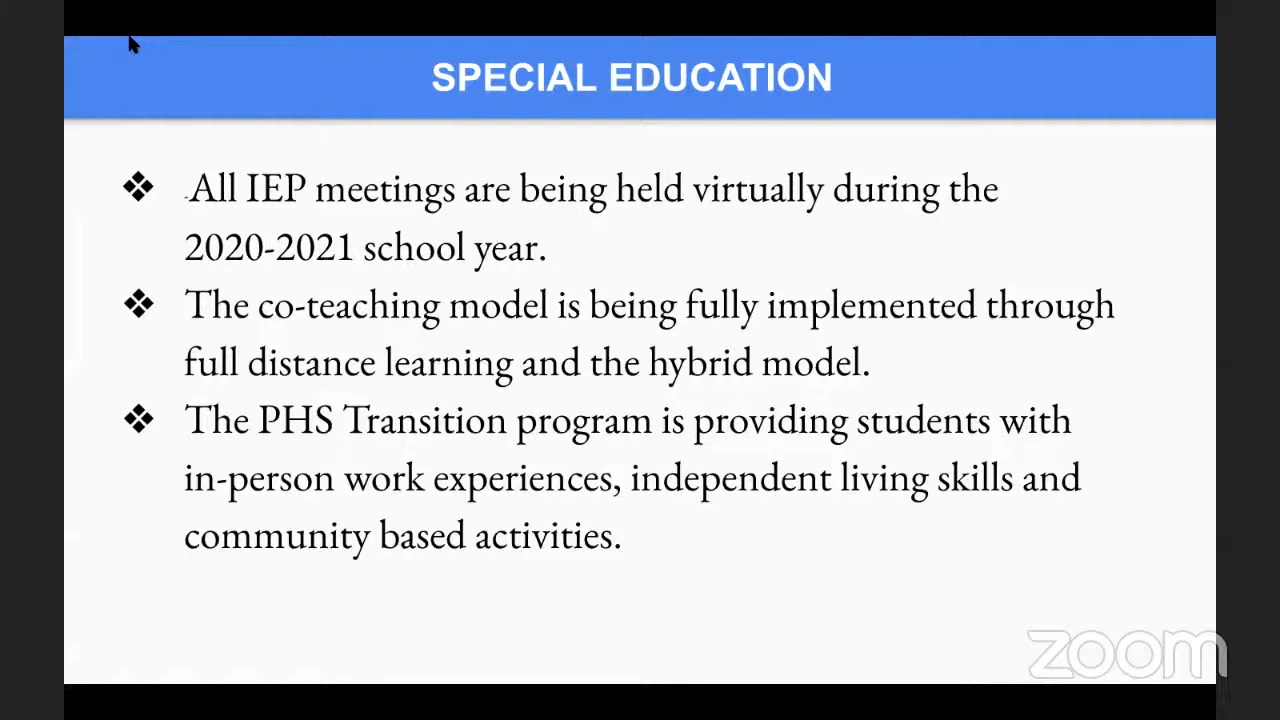 SPECIAL EDUCATION
❖ All IEP meetings are being held virtually during the
2020-2021 school year.
❖ The co-teaching model is being fully implemented through
full distance learning and the hybrid model.
❖ The PHS Transition program is providing students with
in-person work experiences, independent living skills and
community based activities.
zoom